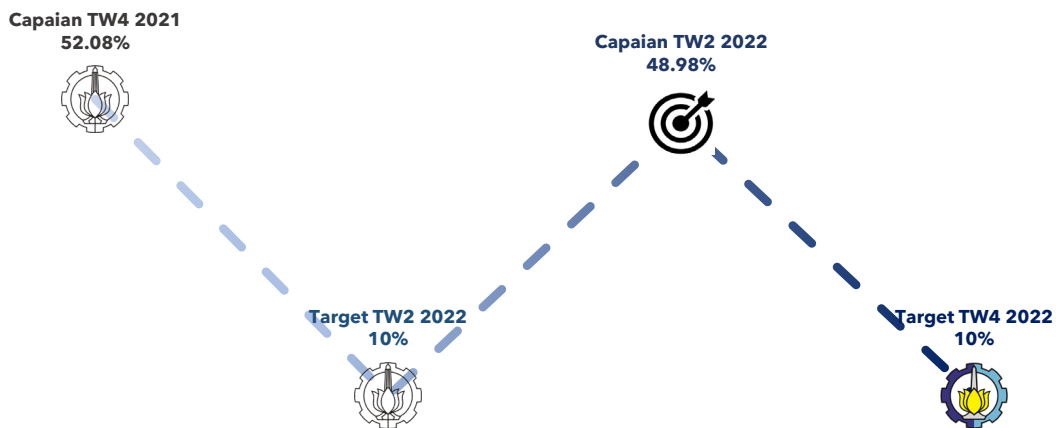 Capaian TW4 2021
52.08%
Capaian TW2 2022
48.98%
Target TW2 2022
10%
Target TW4 2022
10%